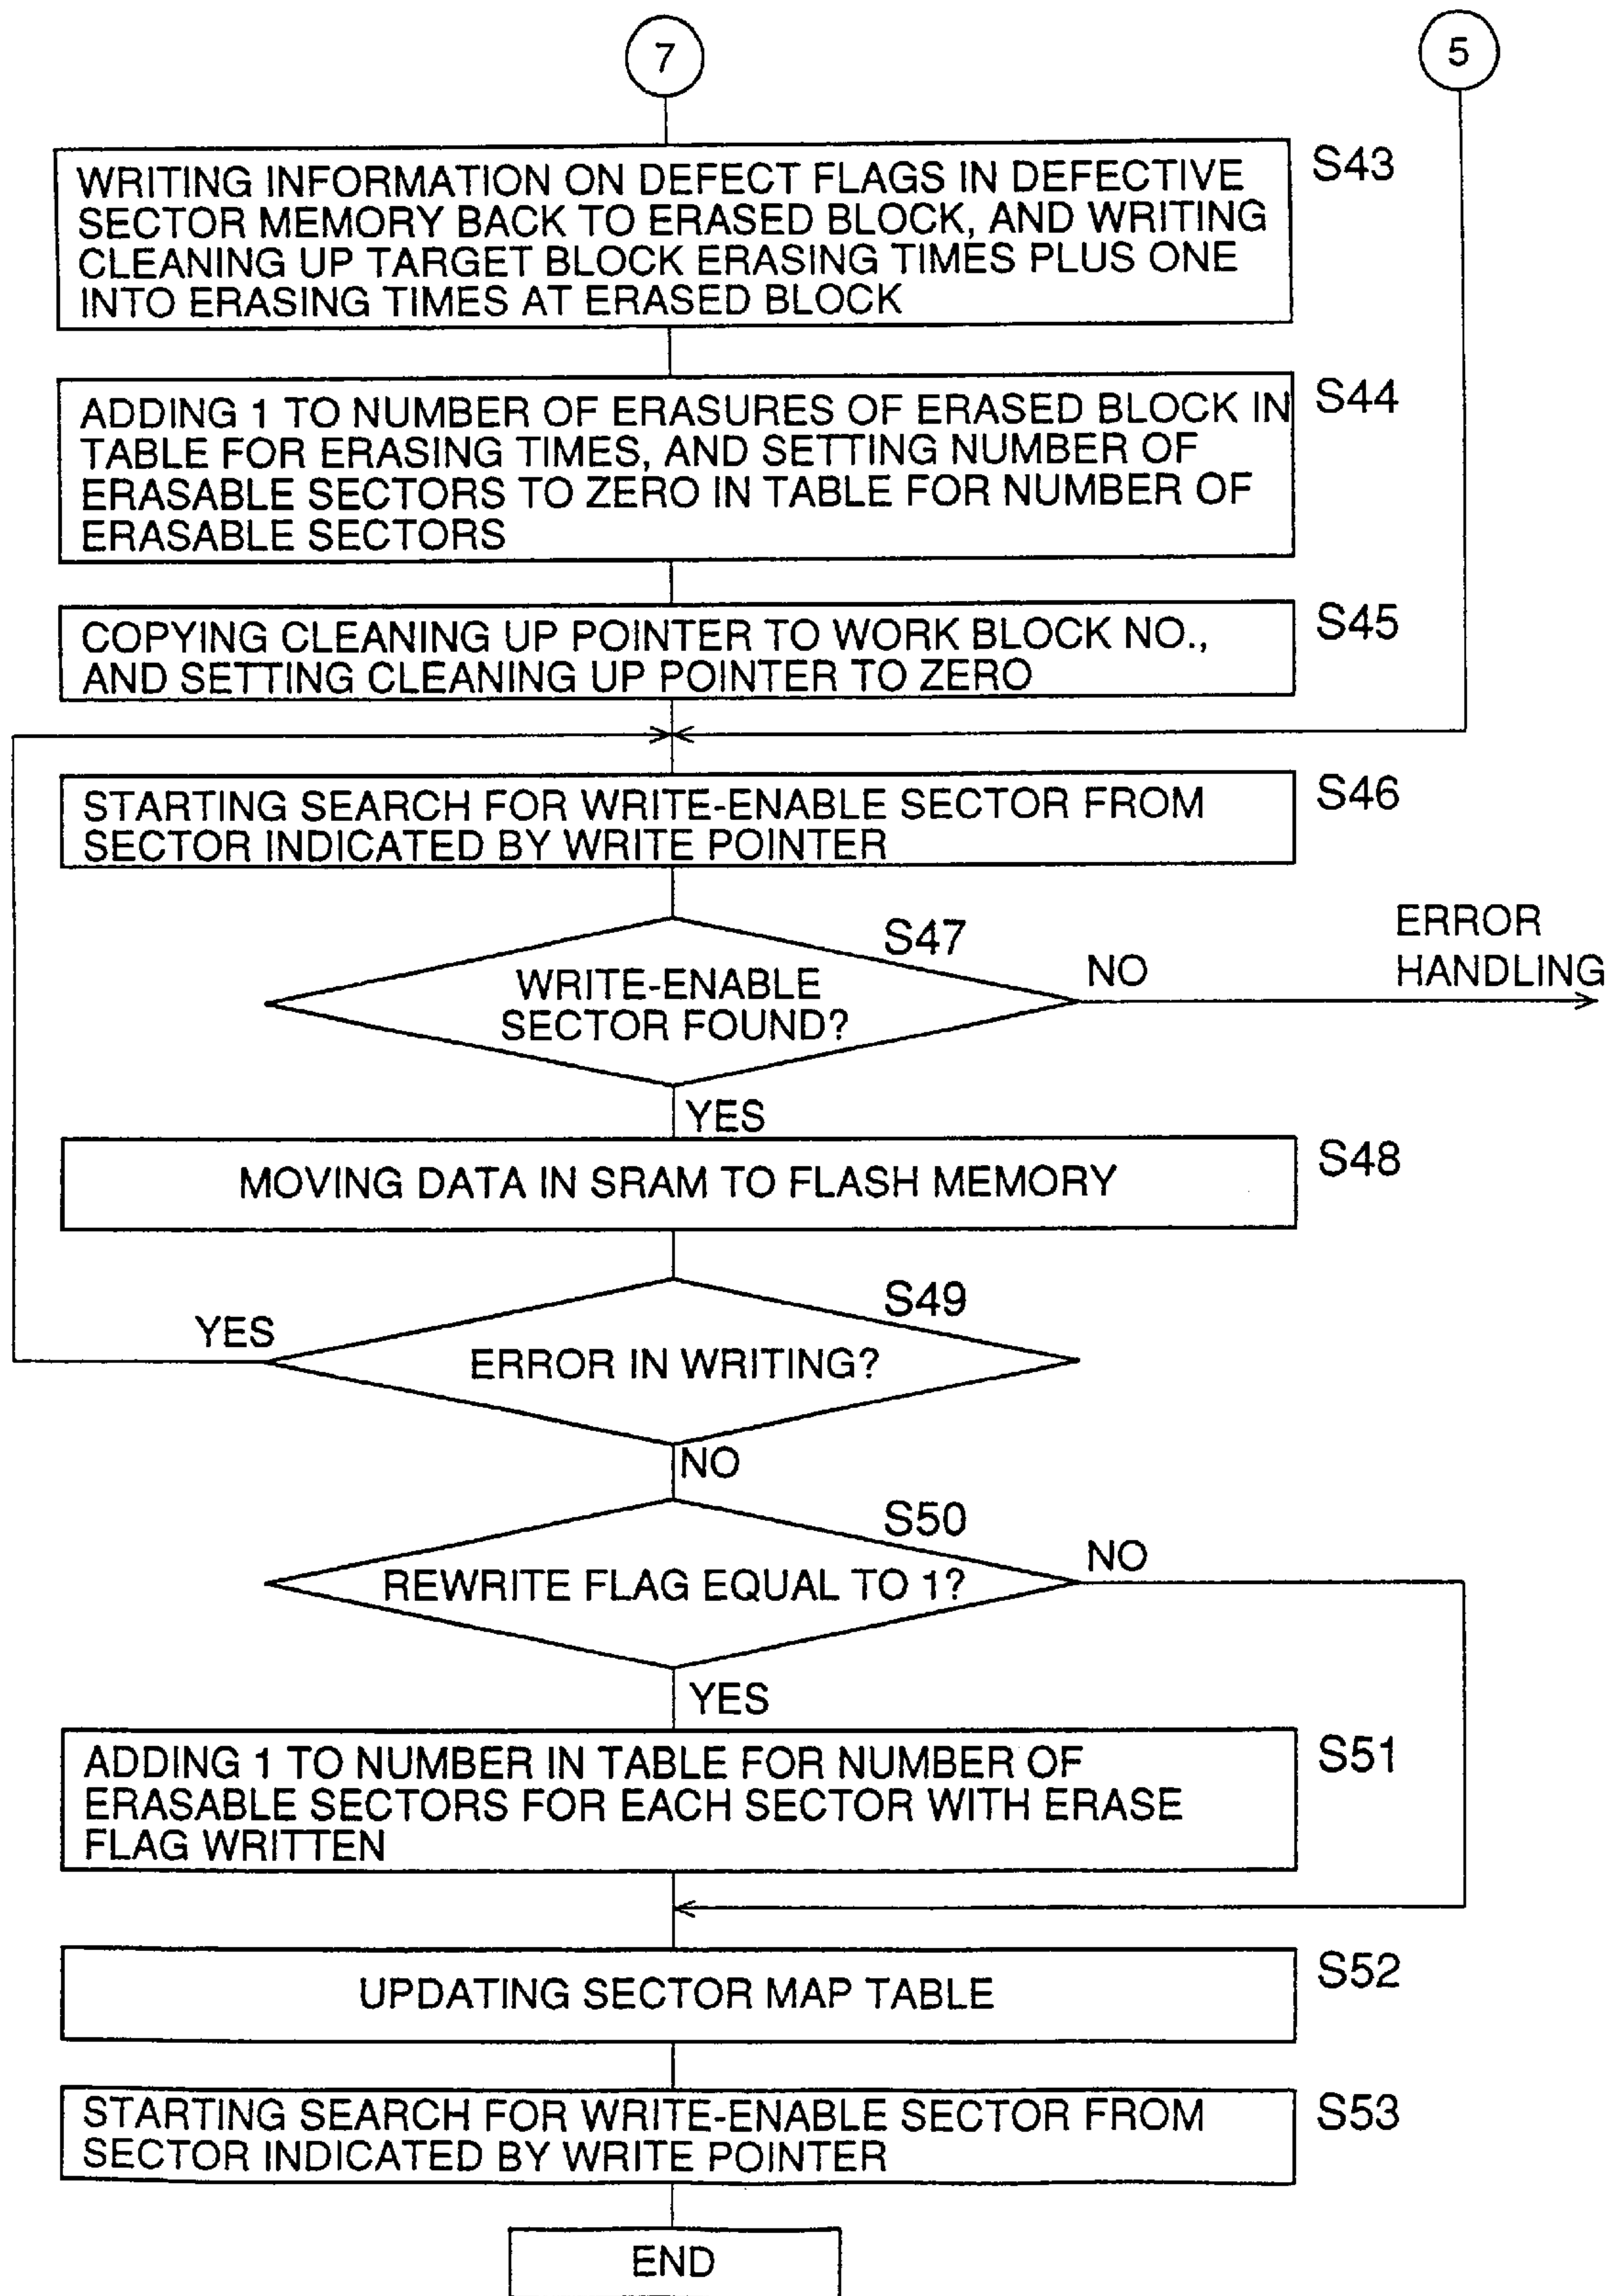 7
5
WRITING INFORMATION ON DEFECT FLAGS IN DEFECTIVE
SECTOR MEMORY BACK TO ERASED BLOCK, AND WRITING
CLEANING UP TARGET BLOCK ERASING TIMES PLUS ONE
INTO ERASING TIMES AT ERASED BLOCK
S43
ADDING 1 TO NUMBER OF ERASURES OF ERASED BLOCK IN
TABLE FOR ERASING TIMES, AND SETTING NUMBER OF
ERASABLE SECTORS TO ZERO IN TABLE FOR NUMBER OF
ERASABLE SECTORS
S44
COPYING CLEANING UP POINTER TO WORK BLOCK NO.,
AND SETTING CLEANING UP POINTER TO ZERO
S45
STARTING SEARCH FOR WRITE-ENABLE SECTOR FROM
SECTOR INDICATED BY WRITE POINTER
S46
S47
WRITE-ENABLE
SECTOR FOUND?
NO
ERROR
HANDLING
YES
MOVING DATA IN SRAM TO FLASH MEMORY
S48
S49
YES
ERROR IN WRITING?
NO
S50
REWRITE FLAG EQUAL TO 1?
NO
YES
ADDING 1 TO NUMBER IN TABLE FOR NUMBER OF
ERASABLE SECTORS FOR EACH SECTOR WITH ERASE
FLAG WRITTEN
S51
UPDATING SECTOR MAP TABLE
S52
STARTING SEARCH FOR WRITE-ENABLE SECTOR FROM
SECTOR INDICATED BY WRITE POINTER
S53
END